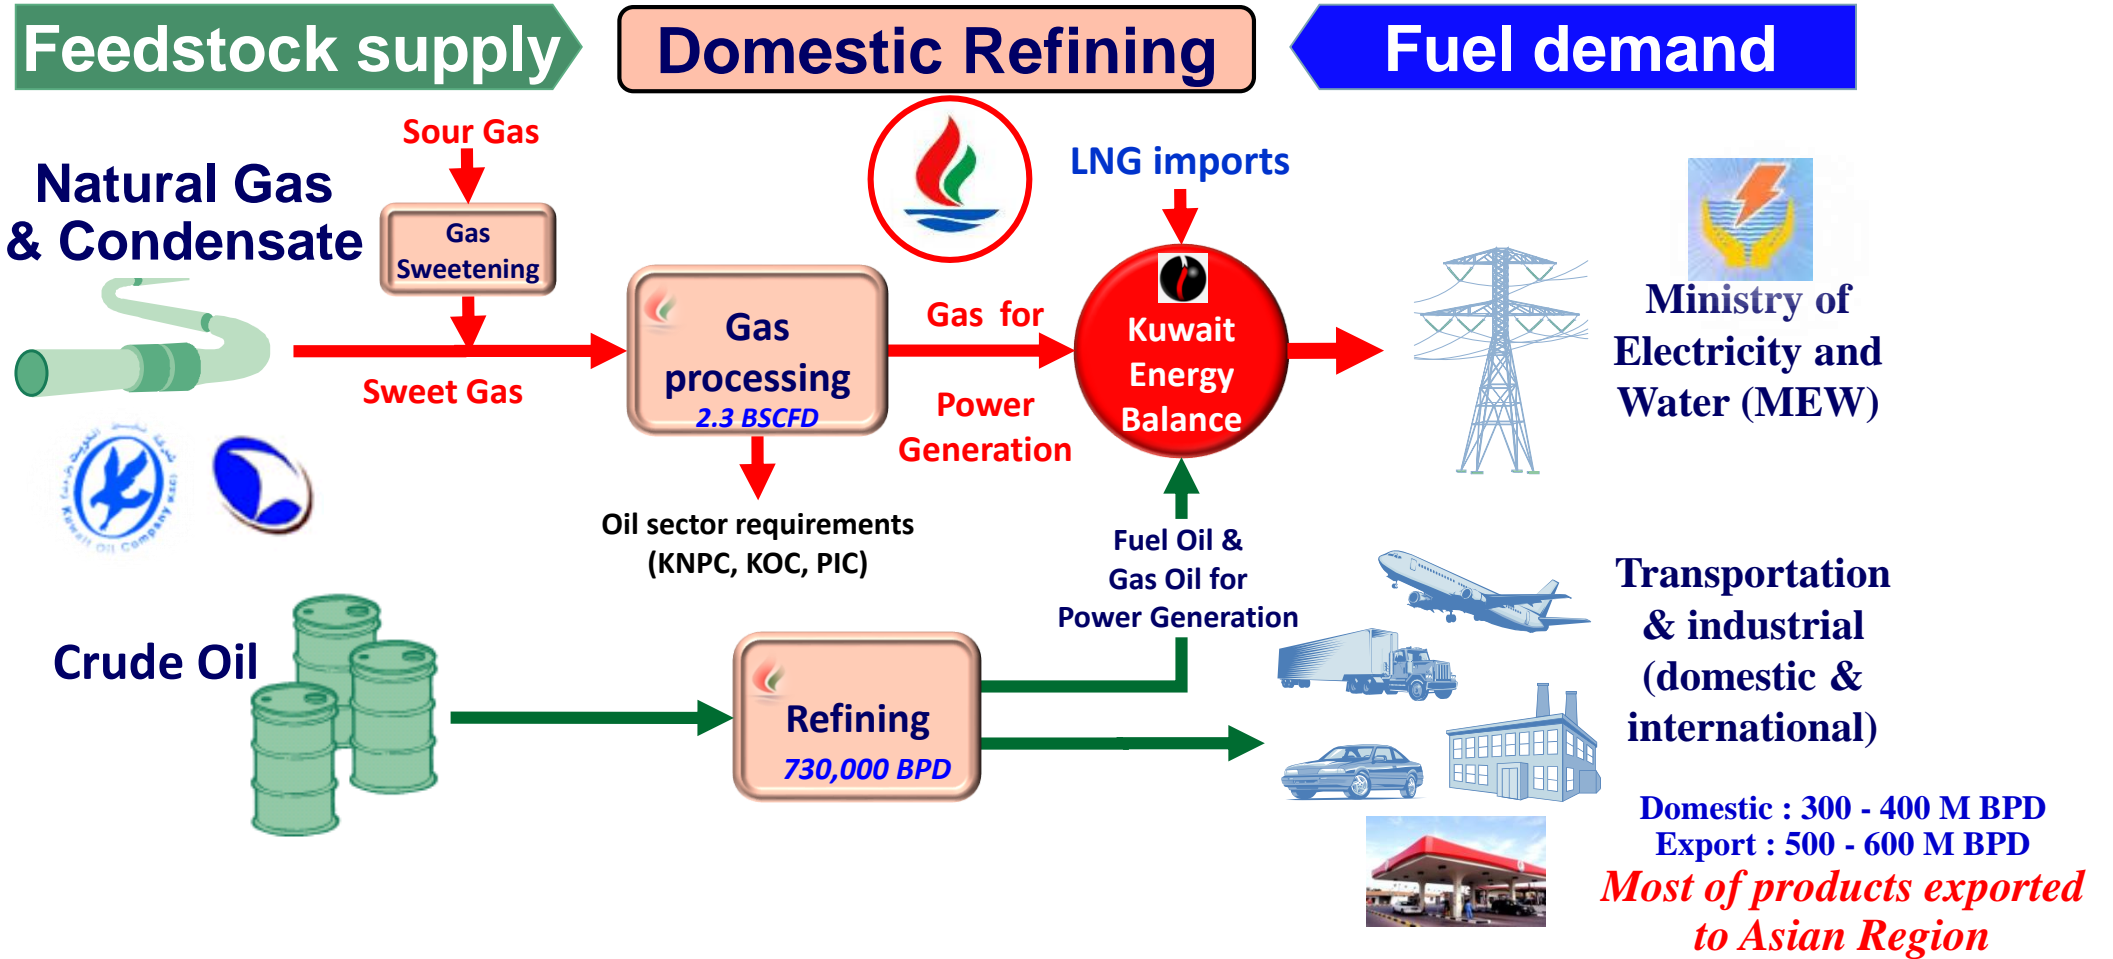 Feedstock supply
Domestic Refining
Fuel demand
Sour Gas
Natural Gas
& Condensate
Gas
Sweetening
LNG imports
Gas
processing
2.3 BSCFD
Sweet Gas
Gas for
Power
Generation
Kuwait
Energy
Balance
Ministry of
Electricity and
Water (MEW)
Oil sector requirements
(KNPC, KOC, PIC)
Fuel Oil &
Gas Oil for
Power Generation
Kuwait Oil Company (K.S.C)
Crude Oil
Refining
730,000 BPD
Transportation
& industrial
(domestic &
international)
Domestic : 300 - 400 M BPD
Export : 500 - 600 M BPD
Most of products exported
to Asian Region